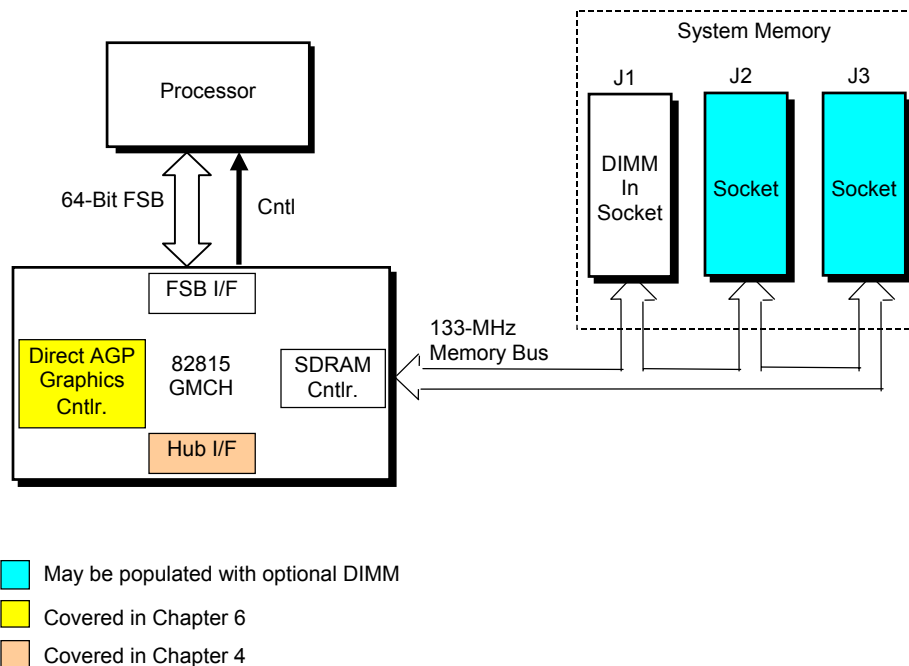 System Memory
J1
J2
J3
Processor
DIMM
In
Socket
Socket
Socket
64-Bit FSB
Cntl
FSB I/F
133-MHz
Memory Bus
Direct AGP
Graphics
Cntlr.
82815
GMCH
SDRAM
Cntlr.
Hub I/F
May be populated with optional DIMM
Covered in Chapter 6
Covered in Chapter 4